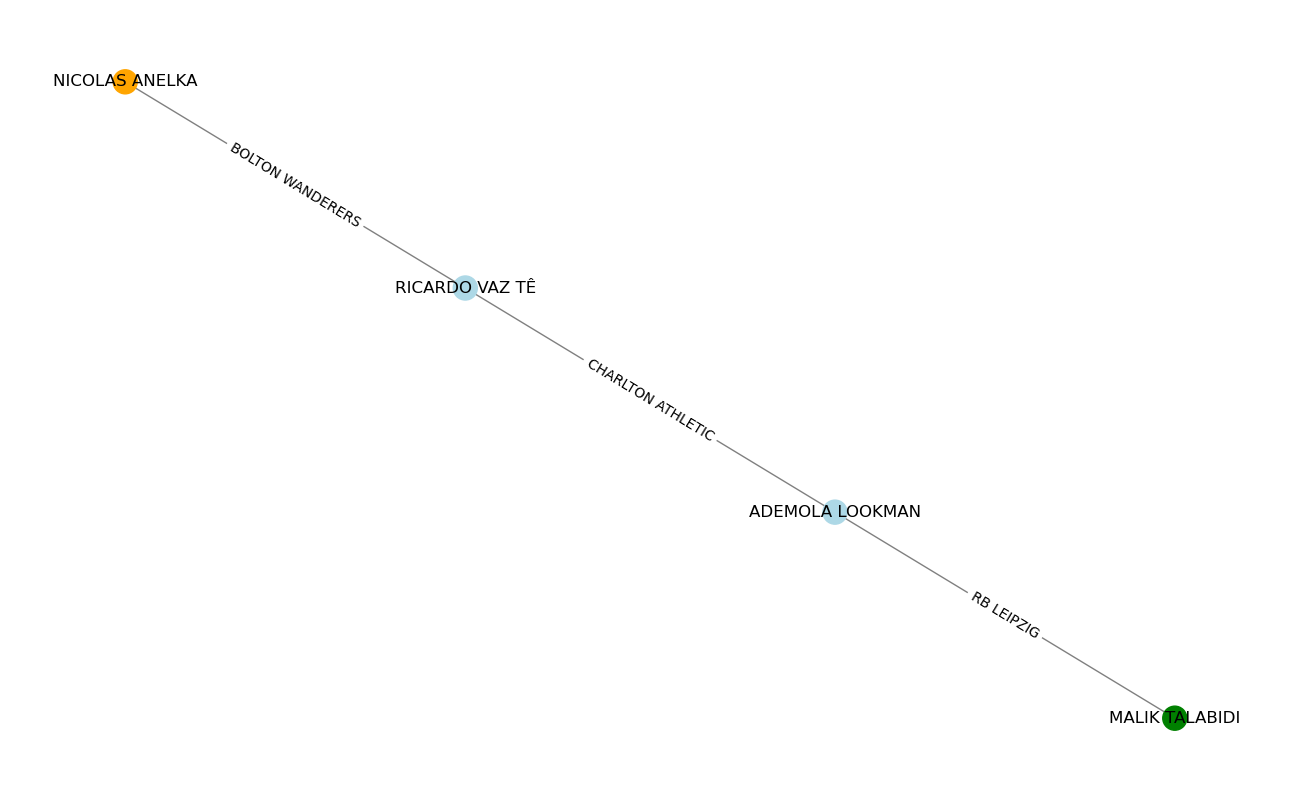 NICOLAS ANELKA
BOLTON WANDERERS
RICARDO VAZ TÊ
CHARLTON ATHLETIC
ADEMOLA LOOKMAN
RB LEIPZIG
MALIK TALABIDI